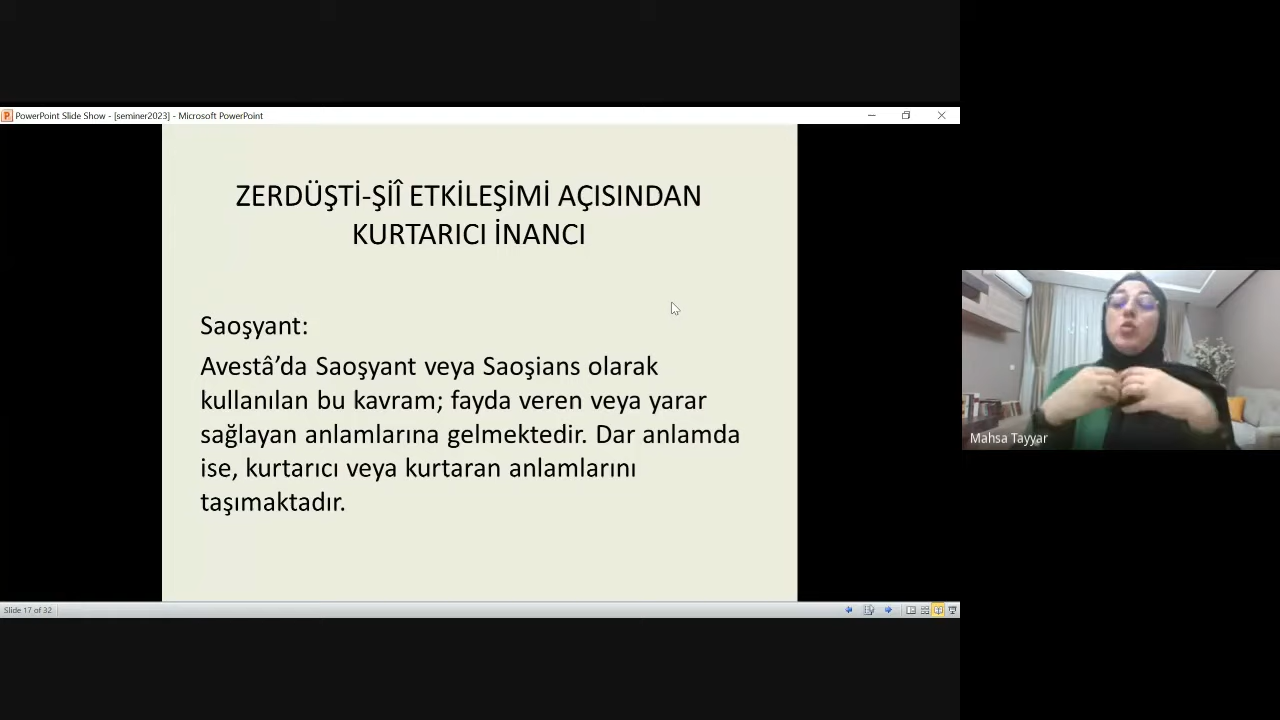 PowerPoint Slide Show - [seminer2023] - Microsoft PowerPoint
ZERDÜŞTİ-ŞİÎ ETKİLEŞİMİ AÇISINDAN
KURTARICI İNANCI
Saoşyant:
Avestâ’da Saoşyant veya Saoşians olarak
kullanılan bu kavram; fayda veren veya yarar
sağlayan anlamlarına gelmektedir. Dar anlamda
ise, kurtarıcı veya kurtaran anlamlarını
taşımaktadır.
Mahsa Tayyar
Slide 17 of 32